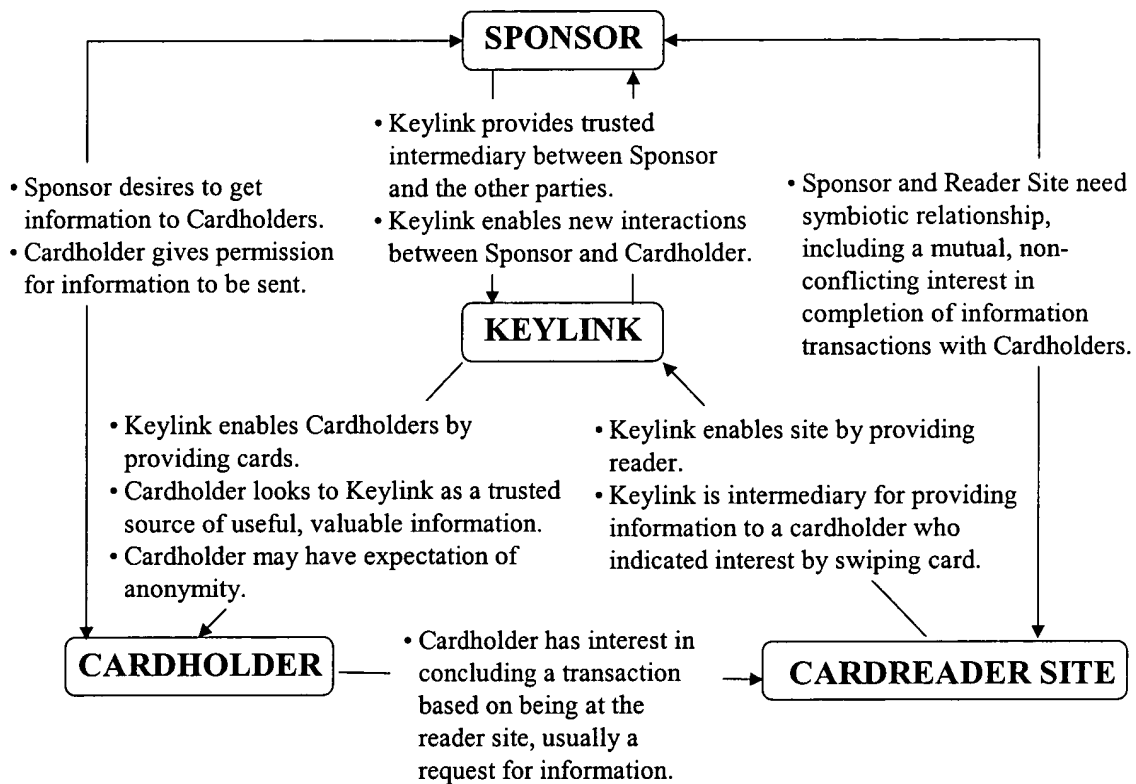 SPONSOR
• Keylink provides trusted
intermediary between Sponsor
and the other parties.
• Keylink enables new interactions
between Sponsor and Cardholder.
• Sponsor desires to get
information to Cardholders.
• Cardholder gives permission
for information to be sent.
• Sponsor and Reader Site need
symbiotic relationship,
including a mutual, non-
conflicting interest in
completion of information
transactions with Cardholders.
KEYLINK
• Keylink enables Cardholders by
providing cards.
• Cardholder looks to Keylink as a trusted
source of useful, valuable information.
• Cardholder may have expectation of
anonymity.
• Keylink enables site by providing
reader.
• Keylink is intermediary for providing
information to a cardholder who
indicated interest by swiping card.
CARDHOLDER
• Cardholder has interest in
concluding a transaction
based on being at the
reader site, usually a
request for information.
CARDREADER SITE